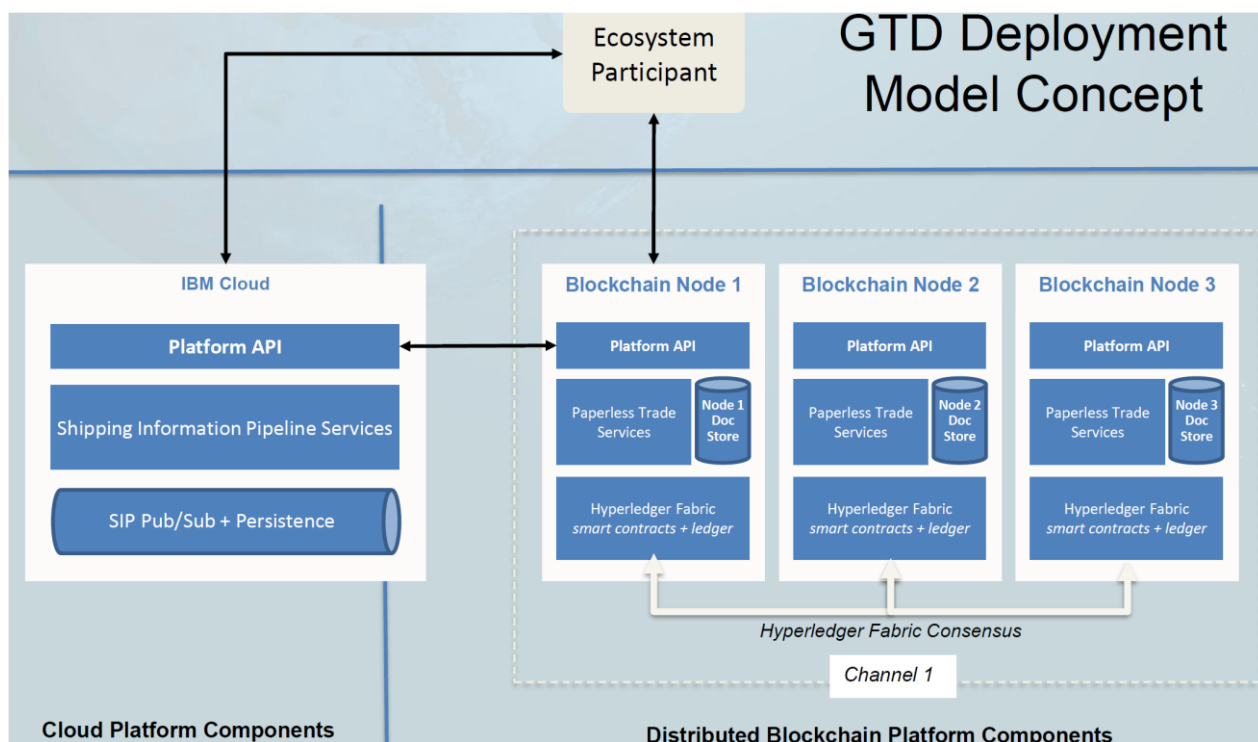 GTD Deployment
Model Concept
Ecosystem
Participant
IBM Cloud
Platform API
Shipping Information Pipeline Services
SIP Pub/Sub + Persistence
Blockchain Node 1
Platform API
Paperless Trade
Services
Node 1
Doc
Store
Hyperledger Fabric
smart contracts + ledger
Blockchain Node 2
Platform API
Paperless Trade
Services
Node 2
Doc
Store
Hyperledger Fabric
smart contracts + ledger
Blockchain Node 3
Platform API
Paperless Trade
Services
Node 3
Doc
Store
Hyperledger Fabric
smart contracts + ledger
Hyperledger Fabric Consensus
Channel 1
Cloud Platform Components
Distributed Blockchain Platform Components